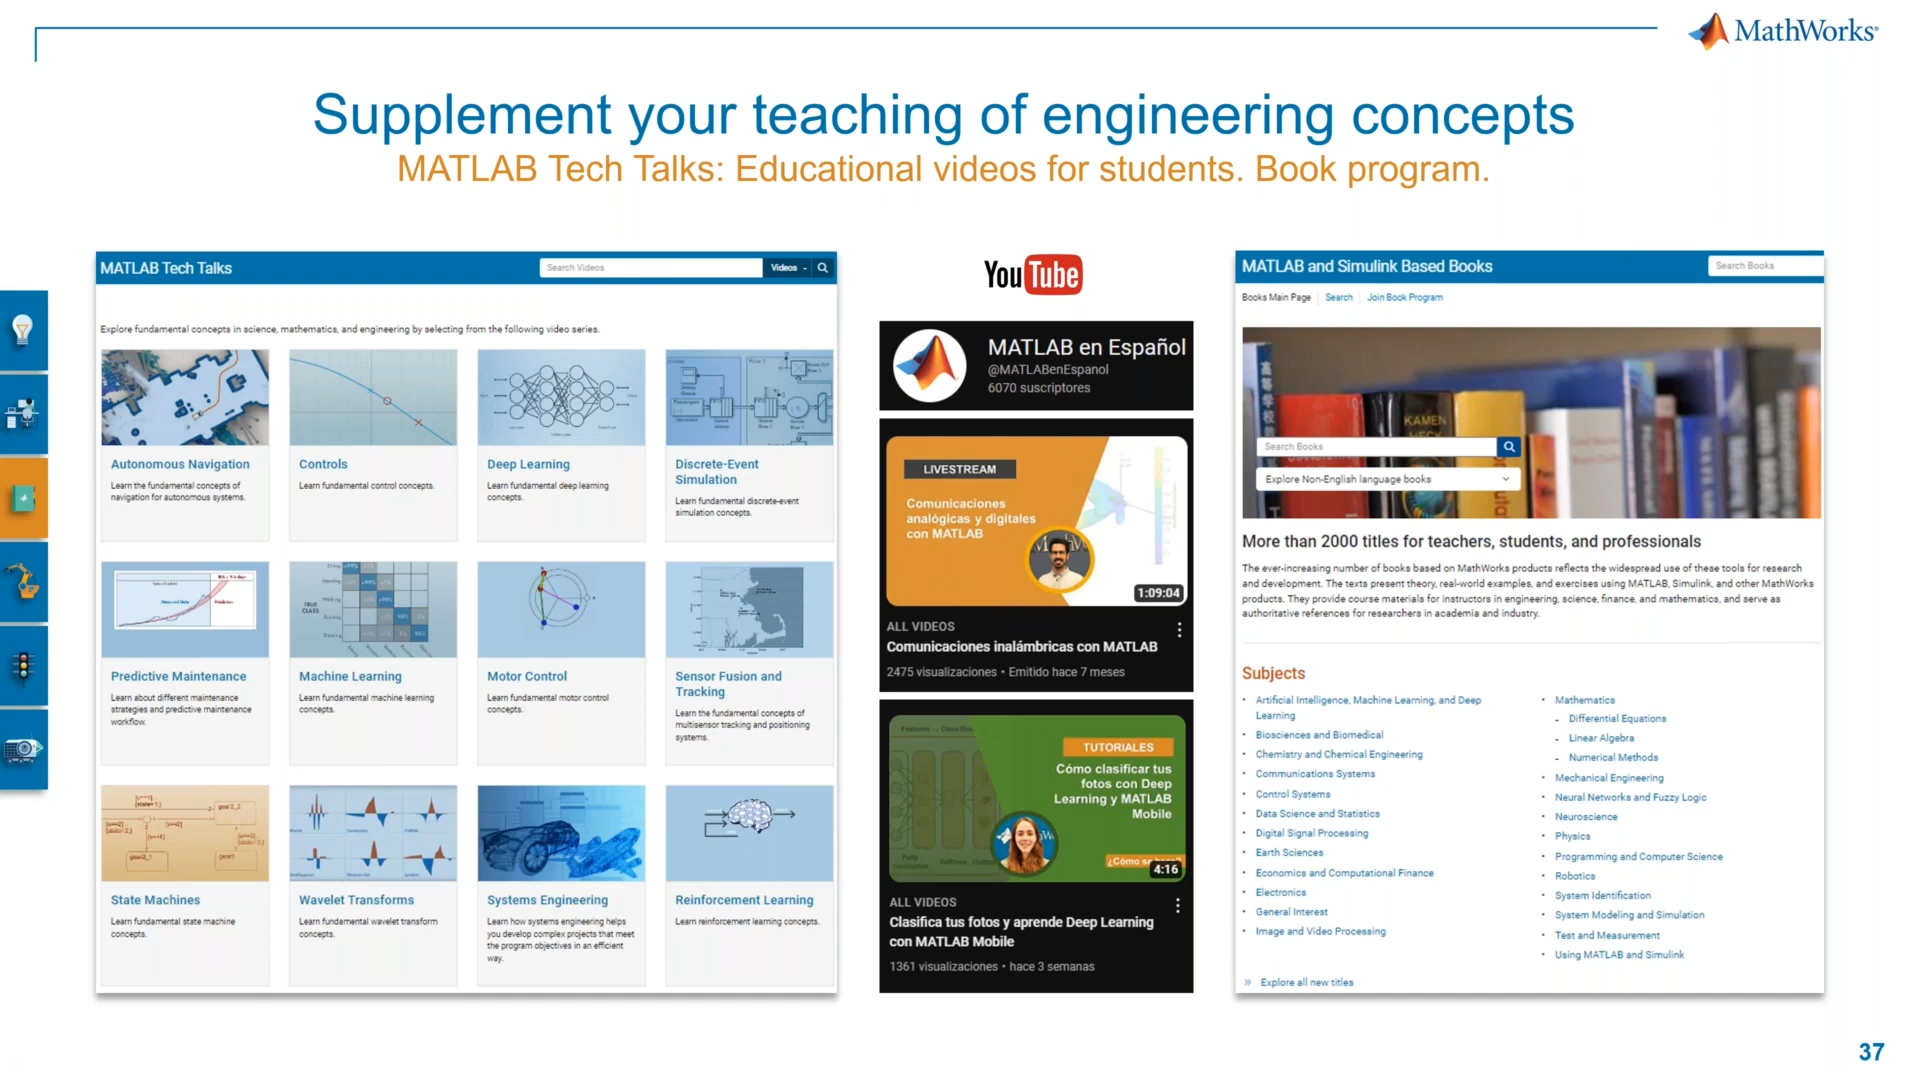 MathWorks®
Supplement your teaching of engineering concepts
MATLAB Tech Talks: Educational videos for students. Book program.
MATLAB Tech Talks
Search Videos
Videos
Explore fundamental concepts in science, mathematics, and engineering by selecting from the following video series.
Autonomous Navigation
Learn the fundamental concepts of
navigation for autonomous systems.
Controls
Learn fundamental control concepts.
Deep Learning
Learn fundamental deep learning
concepts.
Discrete-Event
Simulation
Learn fundamental discrete-event
simulation concepts.
Predictive Maintenance
Learn about different maintenance
strategies and predictive maintenance
workflow.
TRUE
CLASS
Machine Learning
Learn fundamental machine learning
concepts.
Motor Control
Learn fundamental motor control
concepts.
Sensor Fusion and
Tracking
Learn the fundamental concepts of
multisensor tracking and positioning
systems.
State Machines
Learn fundamental state machine
concepts.
Wavelet Transforms
Learn fundamental wavelet transform
concepts.
Systems Engineering
Learn how systems engineering helps
you develop complex projects that meet
the program objectives in an efficient
way.
Reinforcement Learning
Learn reinforcement learning concepts.
YouTube
MATLAB en Español
@MATLABenEspanol
6070 suscriptores
LIVESTREAM
Comunicaciones
analógicas y digitales
con MATLAB
1:09:04
ALL VIDEOS
Comunicaciones inalámbricas con MATLAB
2475 visualizaciones • Emitido hace 7 meses
TUTORIALES
Cómo clasificar tus
fotos con Deep
Learning y MATLAB
Mobile
¿Cómo se
4:16
ALL VIDEOS
Clasifica tus fotos y aprende Deep Learning
con MATLAB Mobile
1361 visualizaciones • hace 3 semanas
MATLAB and Simulink Based Books
Search Books
Books Main Page
Search
Join Book Program
高等学校
KAMEN
HECK
Search Books
Explore Non-English language books
More than 2000 titles for teachers, students, and professionals
The ever-increasing number of books based on MathWorks products reflects the widespread use of these tools for research
and development. The texts present theory, real-world examples, and exercises using MATLAB, Simulink, and other MathWorks
products. They provide course materials for instructors in engineering, science, finance, and mathematics, and serve as
authoritative references for researchers in academia and industry.
Subjects
• Artificial Intelligence, Machine Learning, and Deep
Learning
• Biosciences and Biomedical
• Chemistry and Chemical Engineering
• Communications Systems
• Control Systems
• Data Science and Statistics
• Digital Signal Processing
• Earth Sciences
• Economics and Computational Finance
• Electronics
• General Interest
• Image and Video Processing
• Mathematics
- Differential Equations
- Linear Algebra
- Numerical Methods
• Mechanical Engineering
• Neural Networks and Fuzzy Logic
• Neuroscience
• Physics
• Programming and Computer Science
• Robotics
• System Identification
• System Modeling and Simulation
• Test and Measurement
• Using MATLAB and Simulink
» Explore all new titles
37